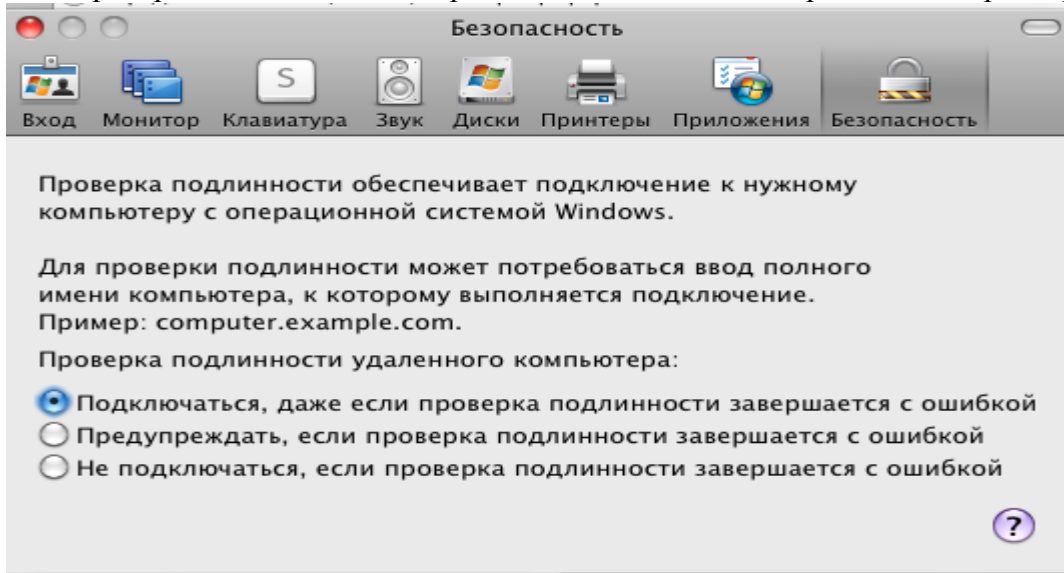 Безопасность
S
Вход Монитор Клавиатура Звук Диски Принтеры Приложения Безопасность
Проверка подлинности обеспечивает подключение к нужному
компьютеру с операционной системой Windows.
Для проверки подлинности может потребоваться ввод полного
имени компьютера, к которому выполняется подключение.
Пример: computer.example.com.
Проверка подлинности удаленного компьютера:
Подключаться, даже если проверка подлинности завершается с ошибкой
Предупреждать, если проверка подлинности завершается с ошибкой
Не подключаться, если проверка подлинности завершается с ошибкой
?